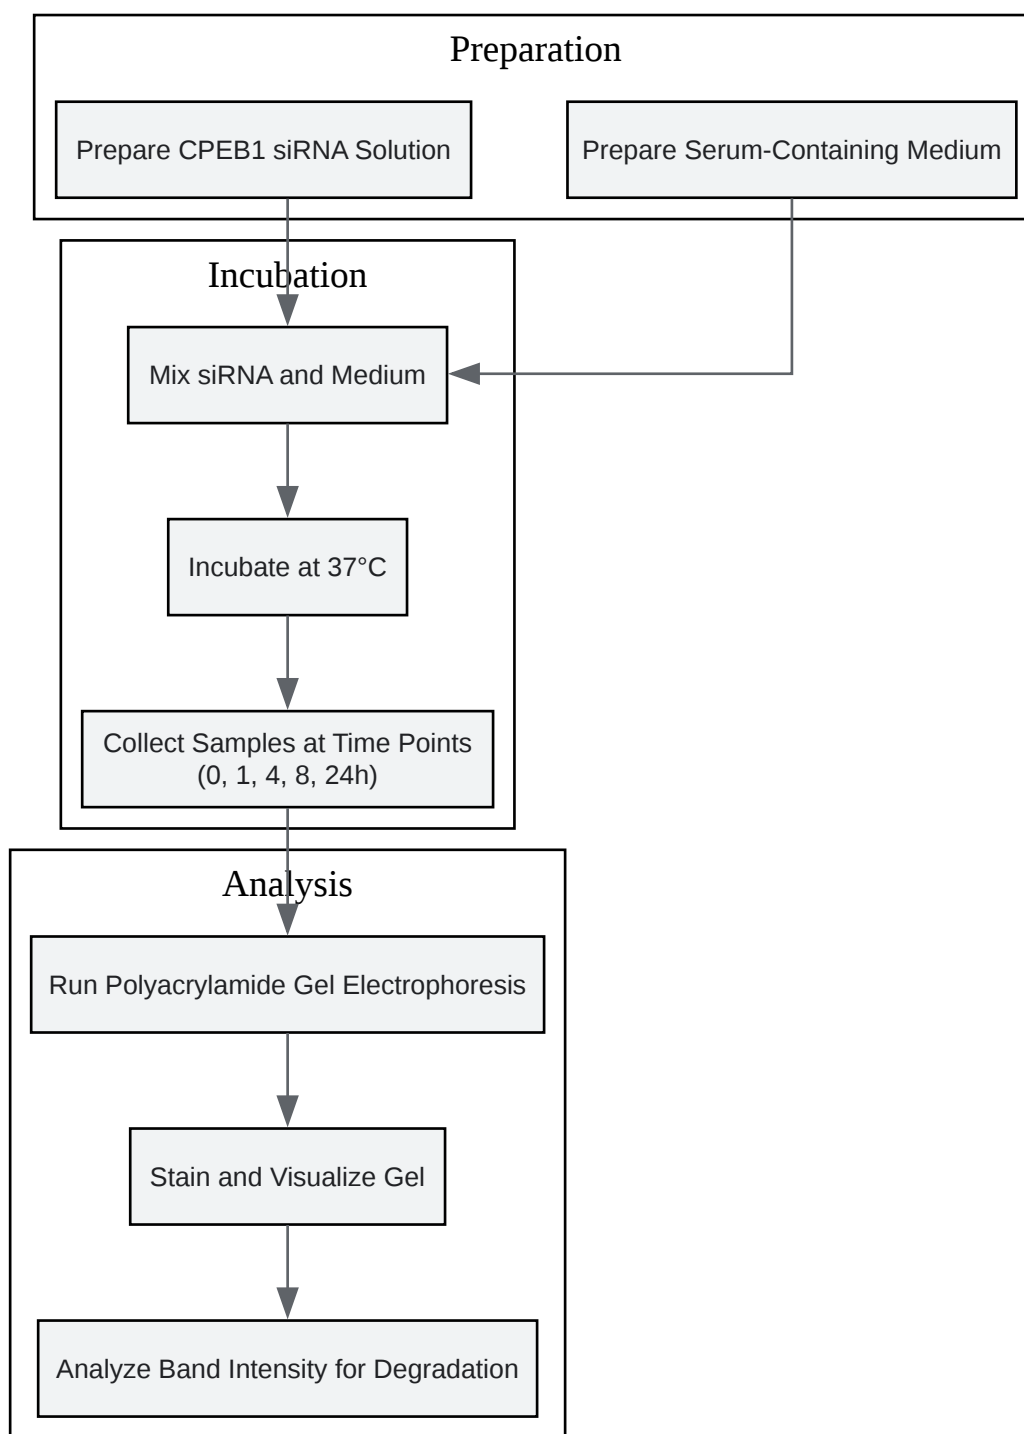 Preparation
Prepare CPEB1 siRNA Solution
Prepare Serum-Containing Medium
Incubation
Mix siRNA and Medium
Incubate at 37°C
Collect Samples at Time Points
(0, 1, 4, 8, 24h)
Analysis
Run Polyacrylamide Gel Electrophoresis
Stain and Visualize Gel
Analyze Band Intensity for Degradation